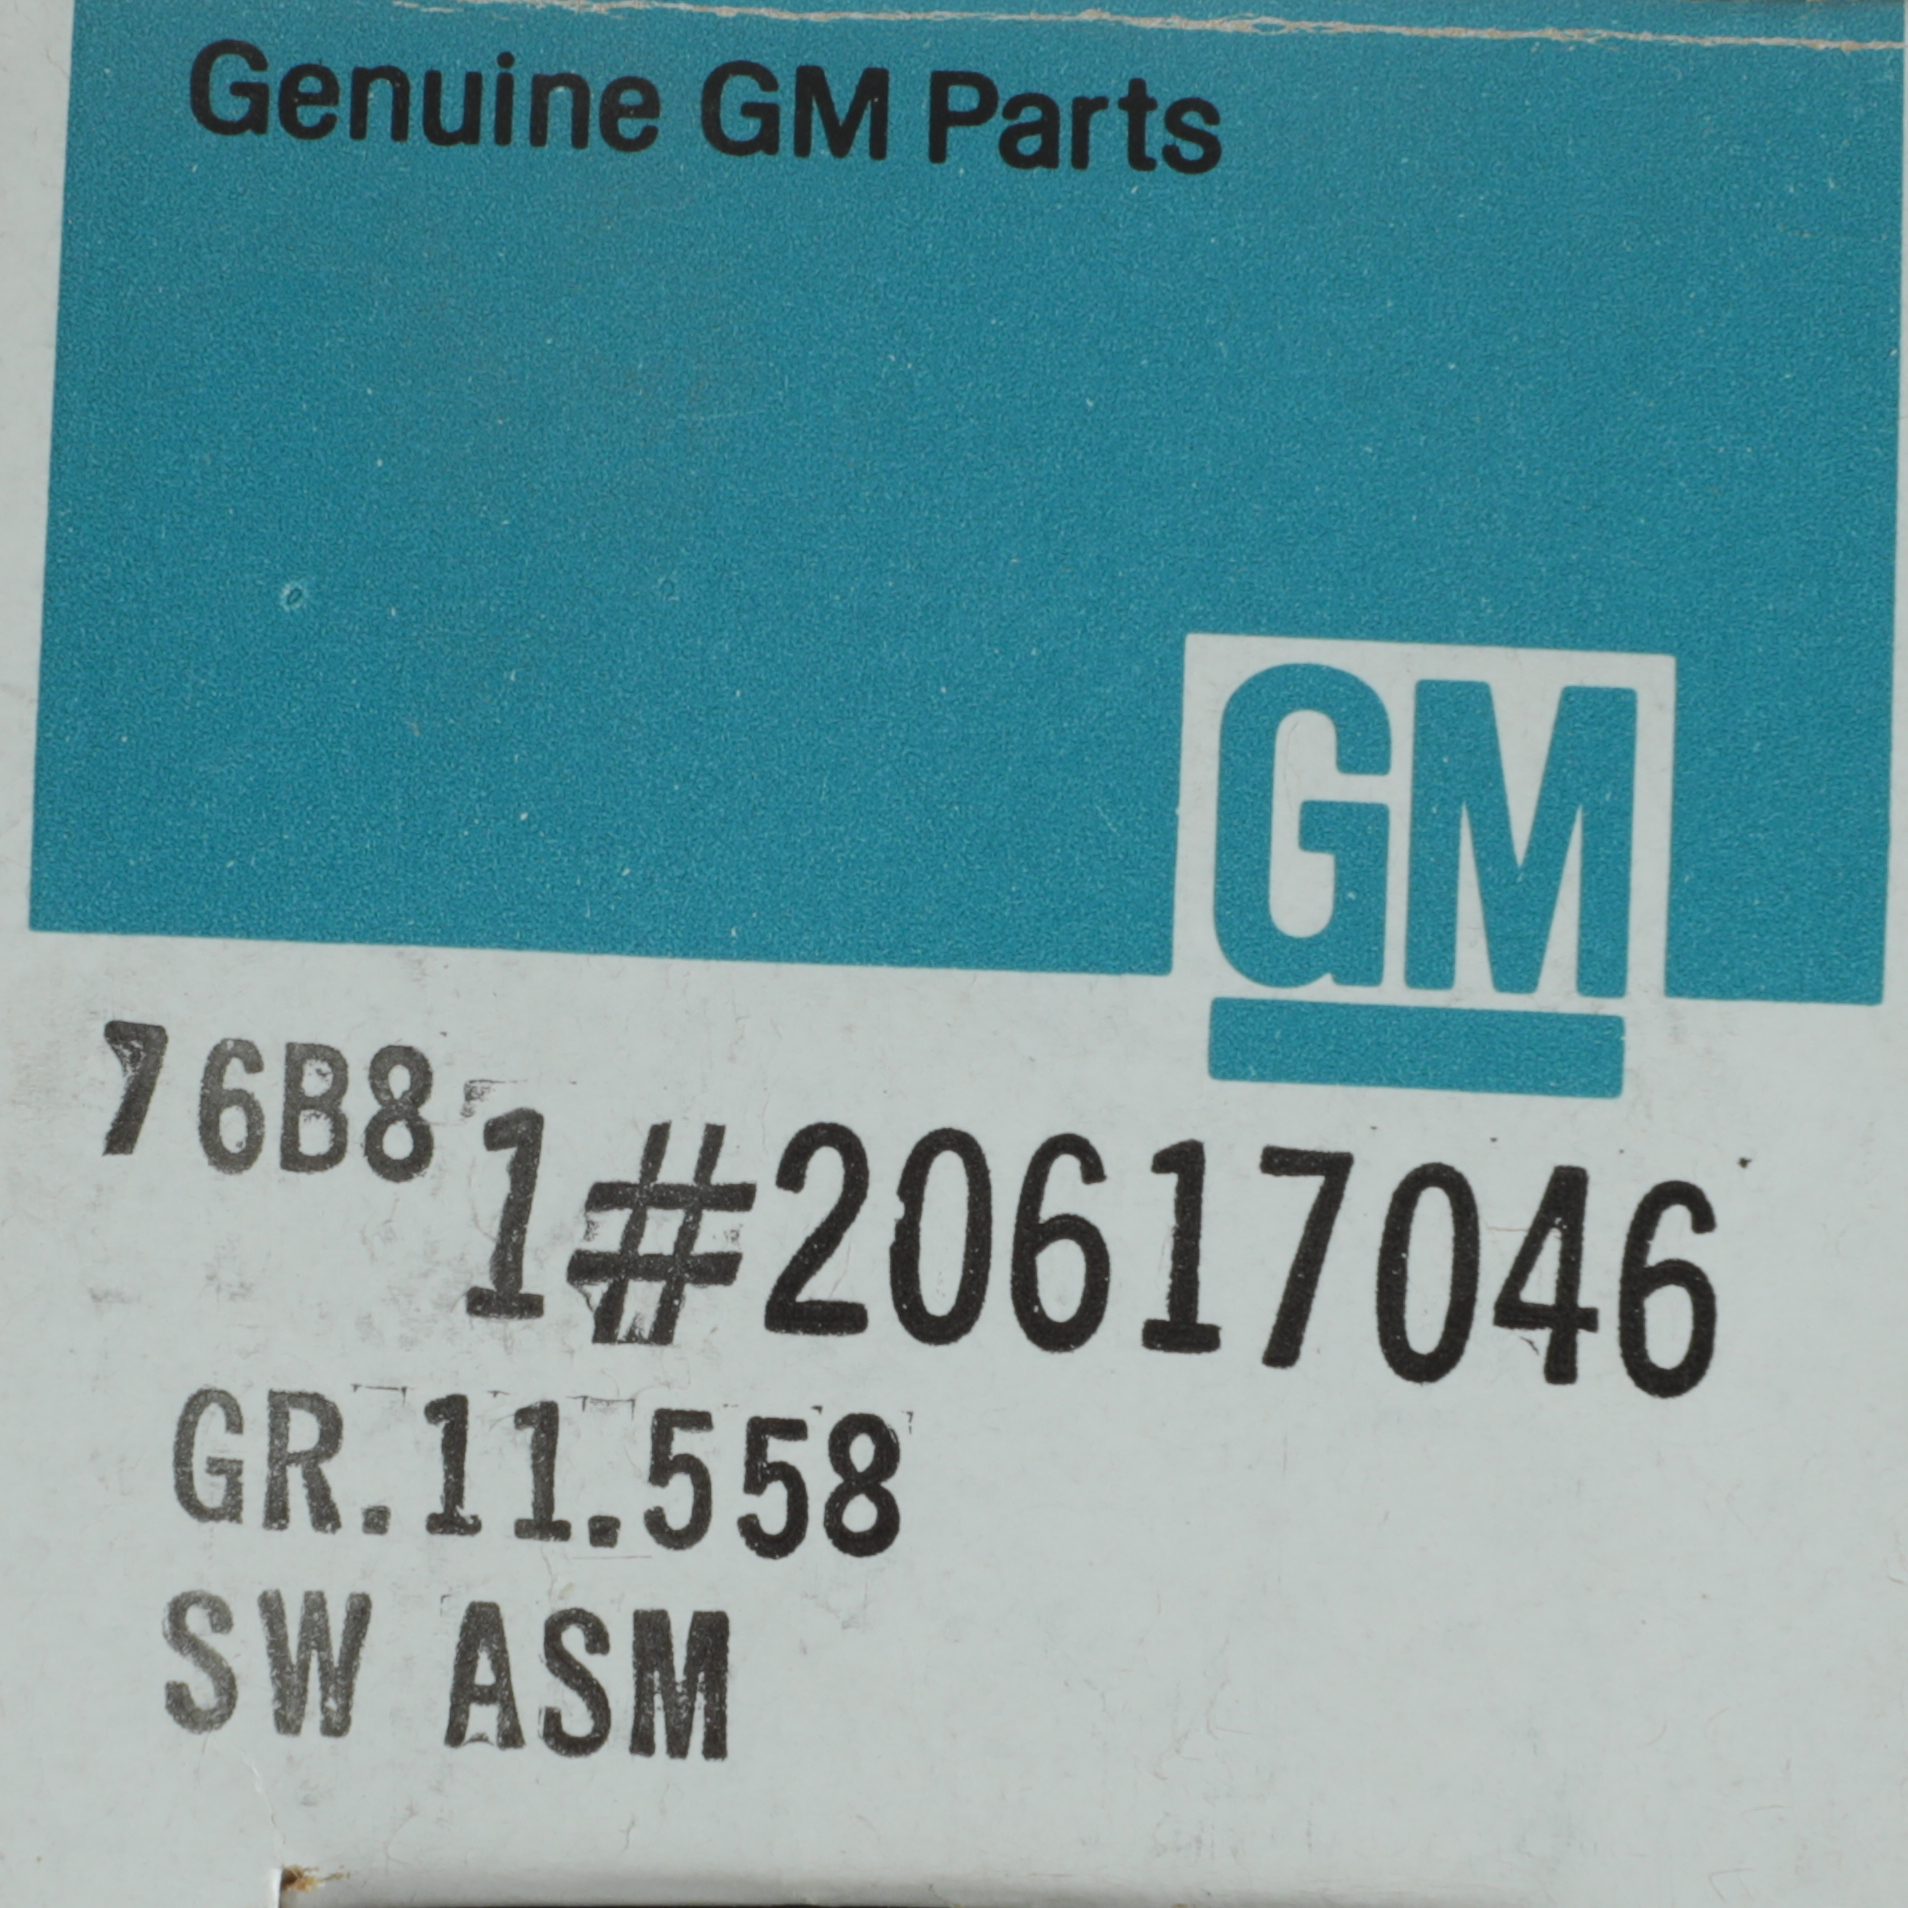 Genuine GM Parts
GM
76B8
1#20617046
GR.11.558
SW ASM